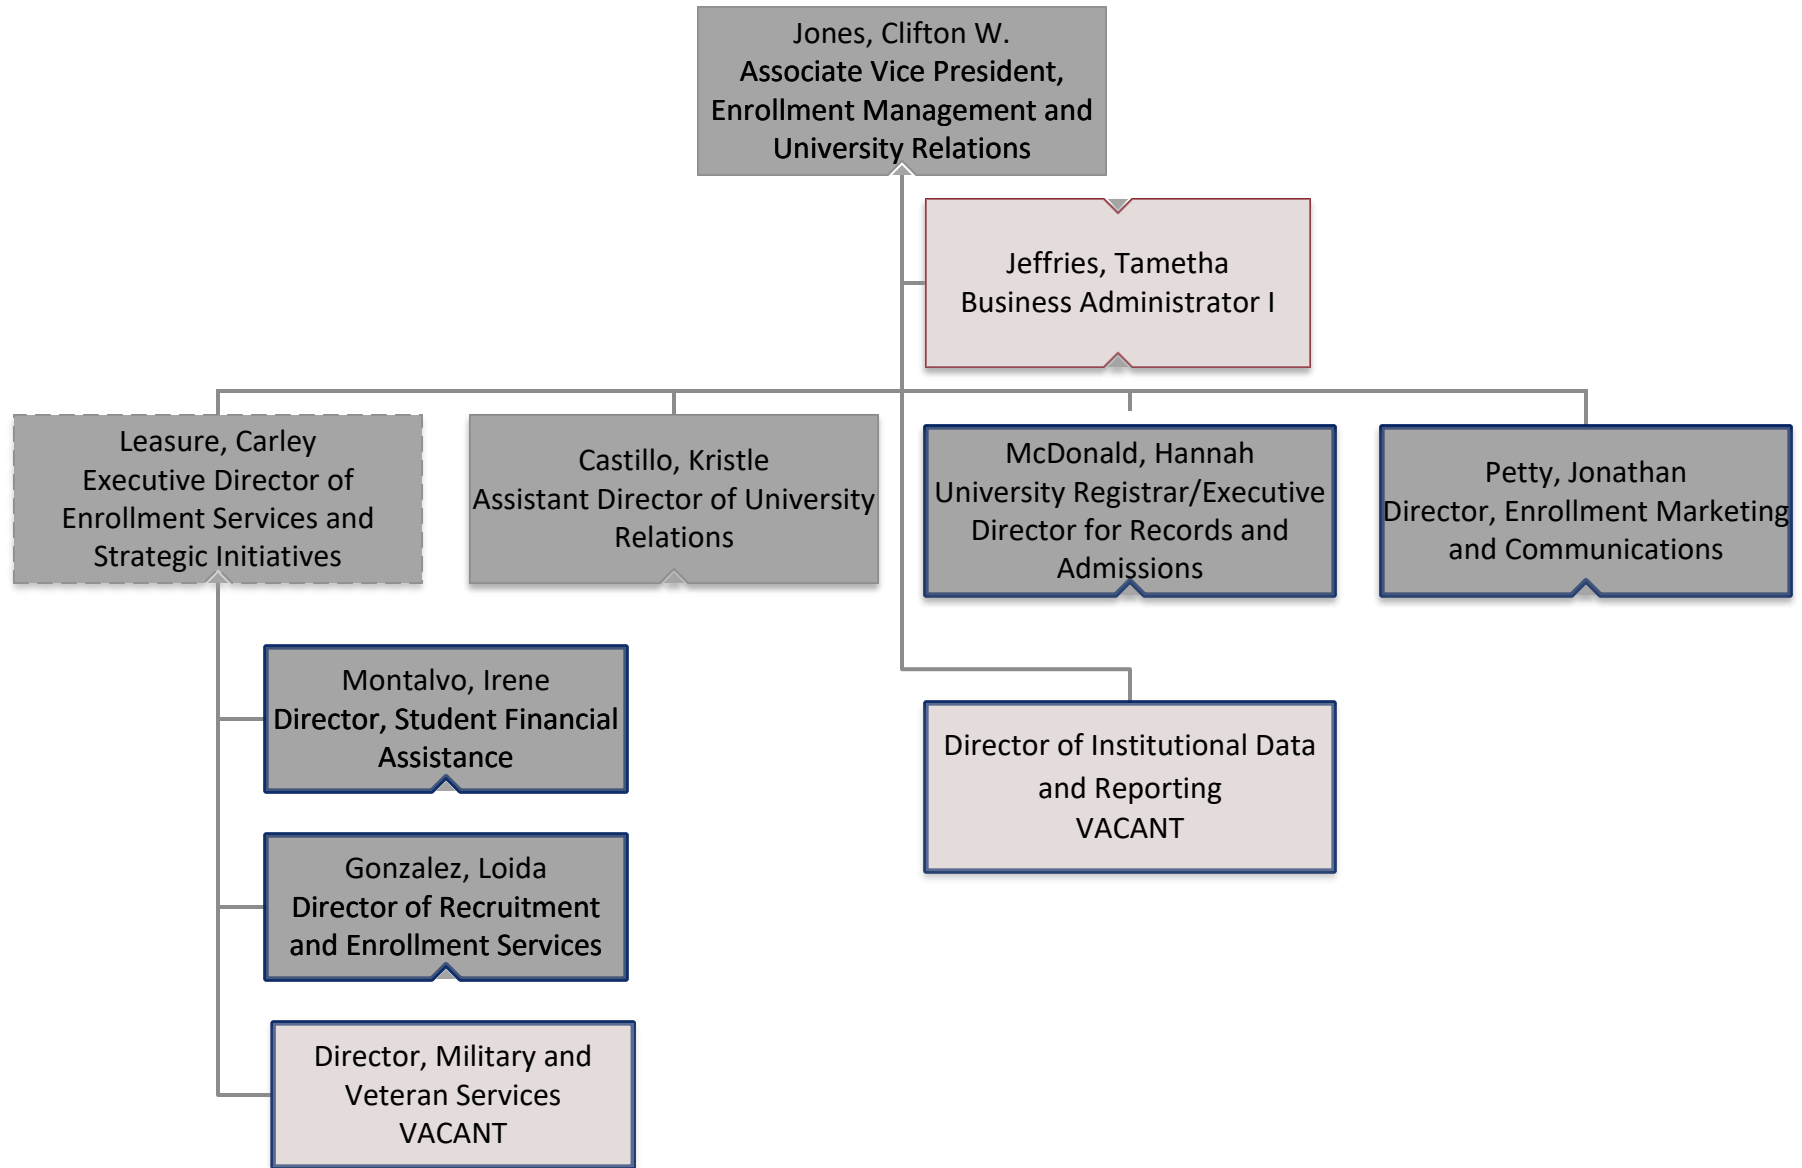 Jones, Clifton W.
Associate Vice President,
Enrollment Management and
University Relations
Jeffries, Tametha
Business Administrator I
Leasure, Carley
Executive Director of
Enrollment Services and
Strategic Initiatives
Castillo, Kristle
Assistant Director of University
Relations
McDonald, Hannah
University Registrar/Executive
Director for Records and
Admissions
Petty, Jonathan
Director, Enrollment Marketing
and Communications
Montalvo, Irene
Director, Student Financial
Assistance
Director of Institutional Data
and Reporting
VACANT
Gonzalez, Loida
Director of Recruitment
and Enrollment Services
Director, Military and
Veteran Services
VACANT